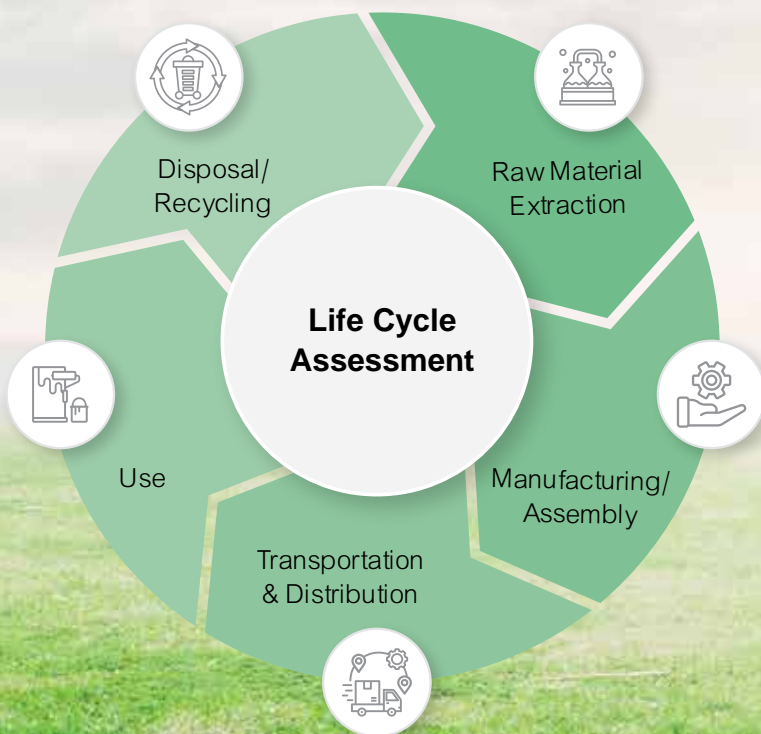 Life Cycle
Assessment
Raw Material
Extraction
Manufacturing/
Assembly
Transportation
& Distribution
Use
Disposal/
Recycling